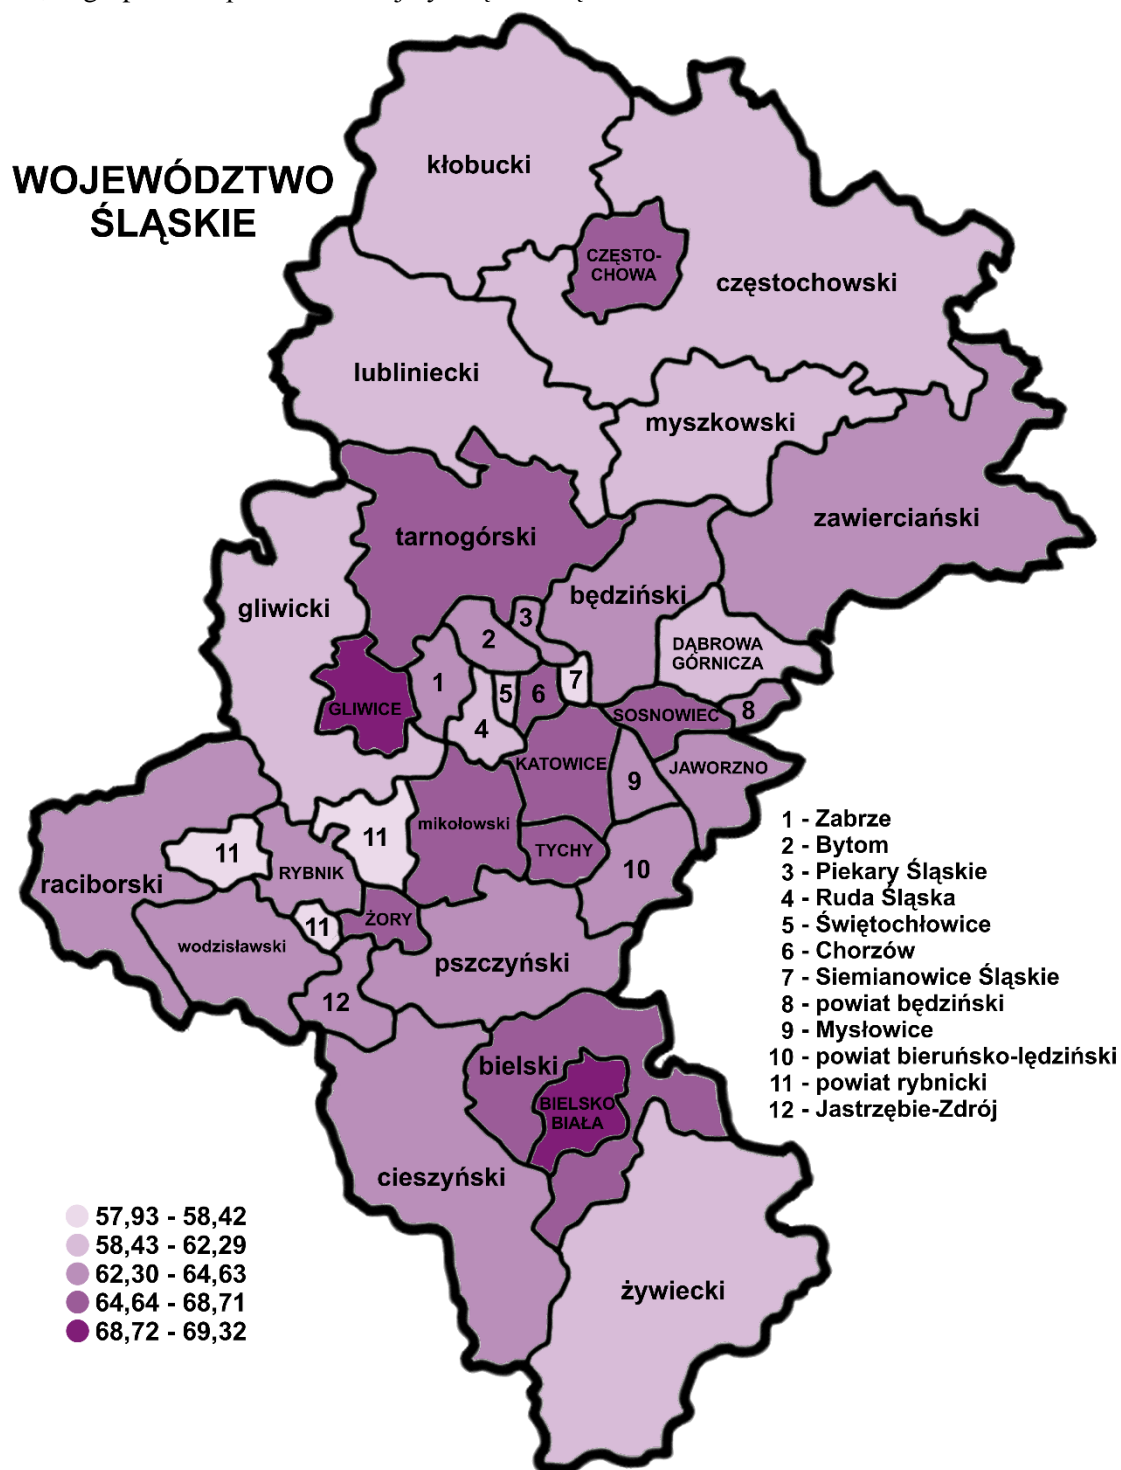 WOJEWÓDZTWO
ŚLĄSKIE
kłobucki
CZĘSTO-
CHOWA
częstochowski
lubliniecki
myszkowski
zawierciański
tarnogórski
będziński
gliwicki
3
2
DĄBROWA
GÓRNICZA
1
5
6
7
GLIWICE
4
SOSNOWIEC
8
KATOWICE
9
JAWORZNO
mikołowski
11
11
TYCHY
10
RYBNIK
raciborski
ŻORY
11
wodzisławski
pszczyński
12
bielski
BIELSKO
BIAŁA
cieszyński
żywiecki
1 - Zabrze
2 - Bytom
3 - Piekary Śląskie
4 - Ruda Śląska
5 - Świętochłowice
6 - Chorzów
7 - Siemianowice Śląskie
8 - powiat będziński
9 - Mysłowice
10 - powiat bieruńsko-lędziński
11 - powiat rybnicki
12 - Jastrzębie-Zdrój
57,93 - 58,42
58,43 - 62,29
62,30 - 64,63
64,64 - 68,71
68,72 - 69,32